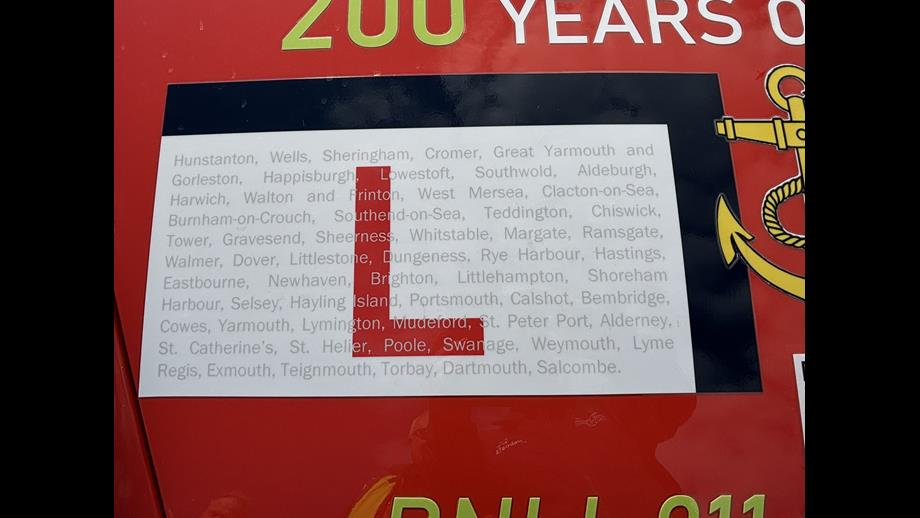 200 YEARS O
Hunstanton, Wells, Sheringham, Cromer, Great Yarmouth and
Gorleston, Happisburgh, Lowestoft, Southwold, Aldeburgh,
Harwich, Walton and Frinton, West Mersea, Clacton-on-Sea,
Burnham-on-Crouch, Southend-on-Sea, Teddington, Chiswick,
Tower, Gravesend, Sheerness, Whitstable, Margate, Ramsgate,
Walmer, Dover, Littlestone, Dungeness, Rye Harbour, Hastings,
Eastbourne, Newhaven, Brighton, Littlehampton, Shoreham
Harbour, Selsey, Hayling Island, Portsmouth, Calshot, Bembridge,
Cowes, Yarmouth, Lymington, Mudeford, St. Peter Port, Alderney,
St. Catherine's, St. Helier, Poole, Swanage, Weymouth, Lyme
Regis, Exmouth, Teignmouth, Torbay, Dartmouth, Salcombe.
L